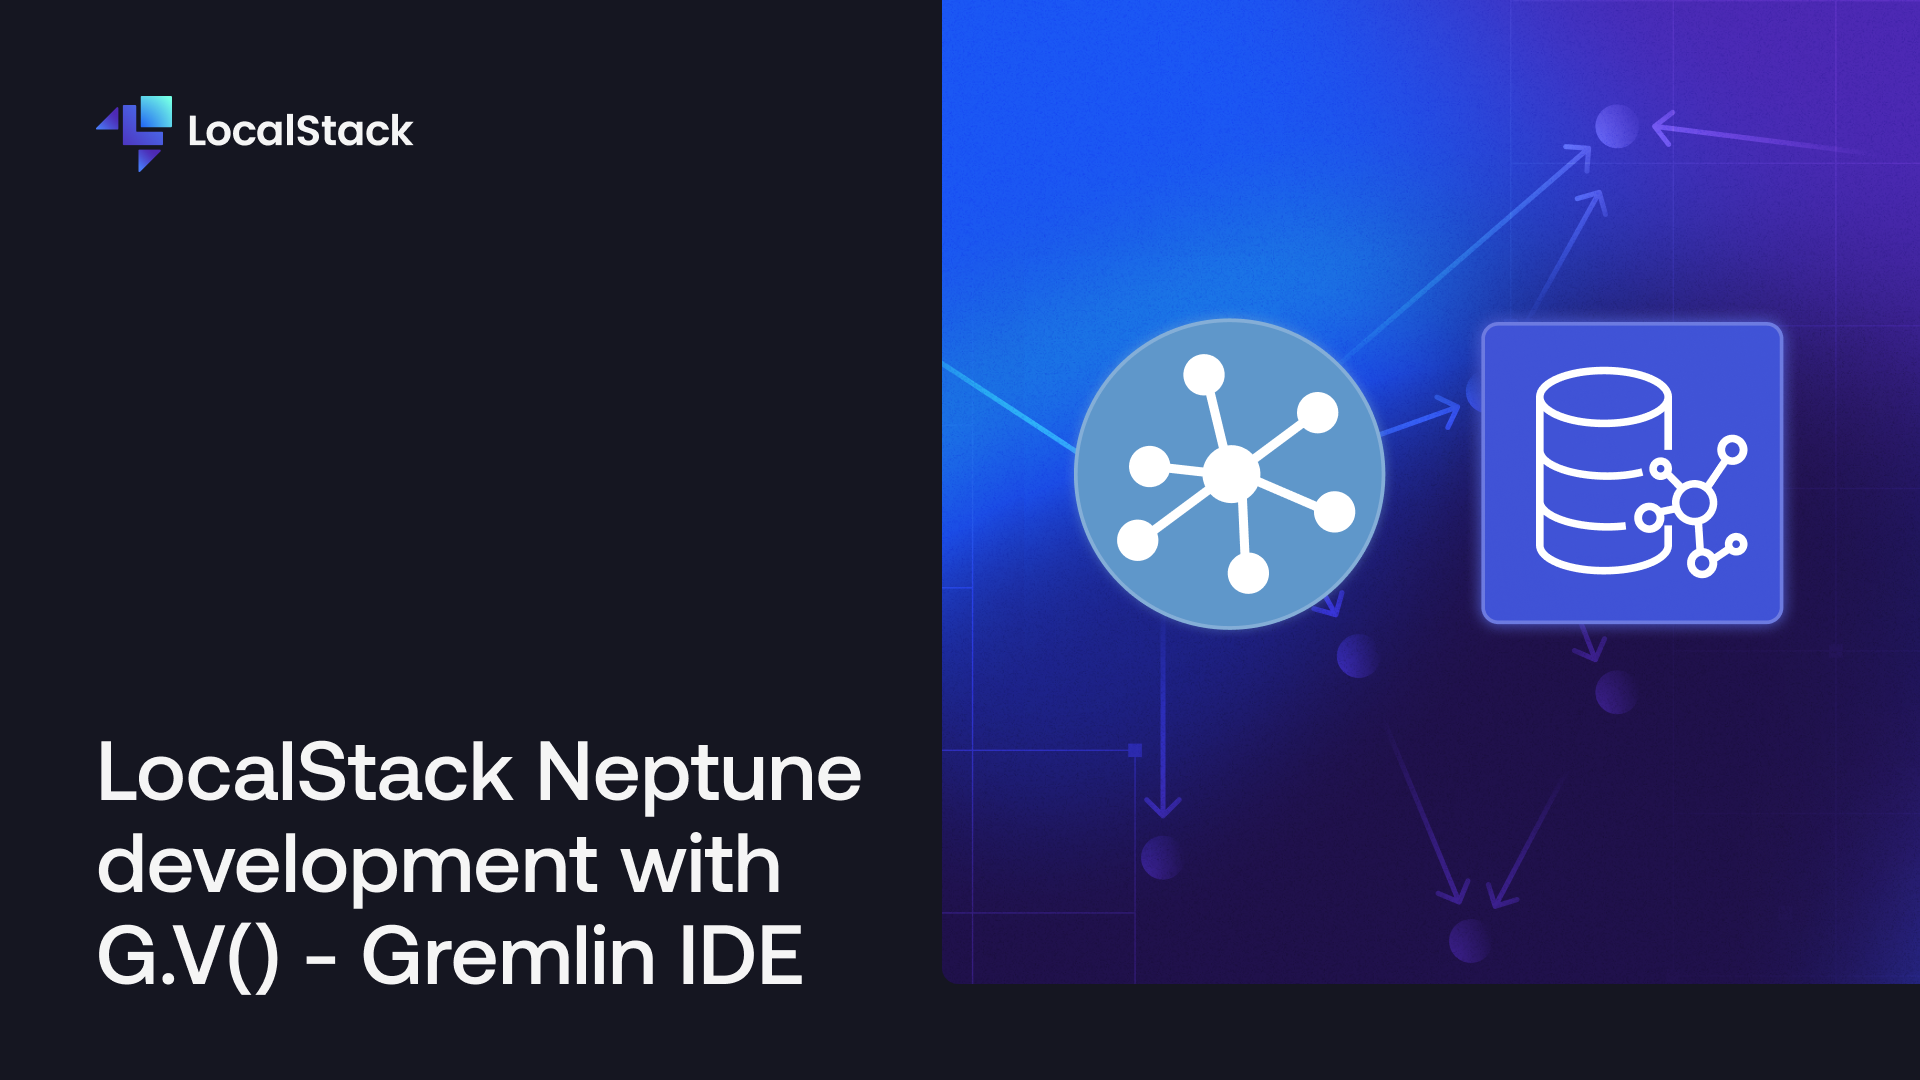 LocalStack
LocalStack Neptune
development with
G.V() - Gremlin IDE